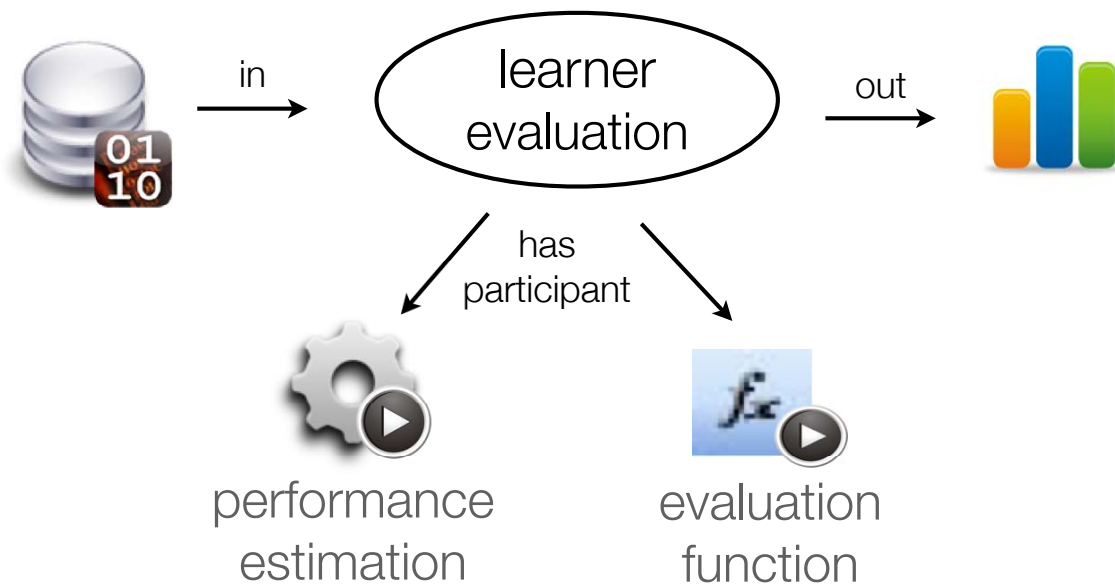 learner
evaluation
in
out
01
10
has
participant
fx
performance
estimation
evaluation
function